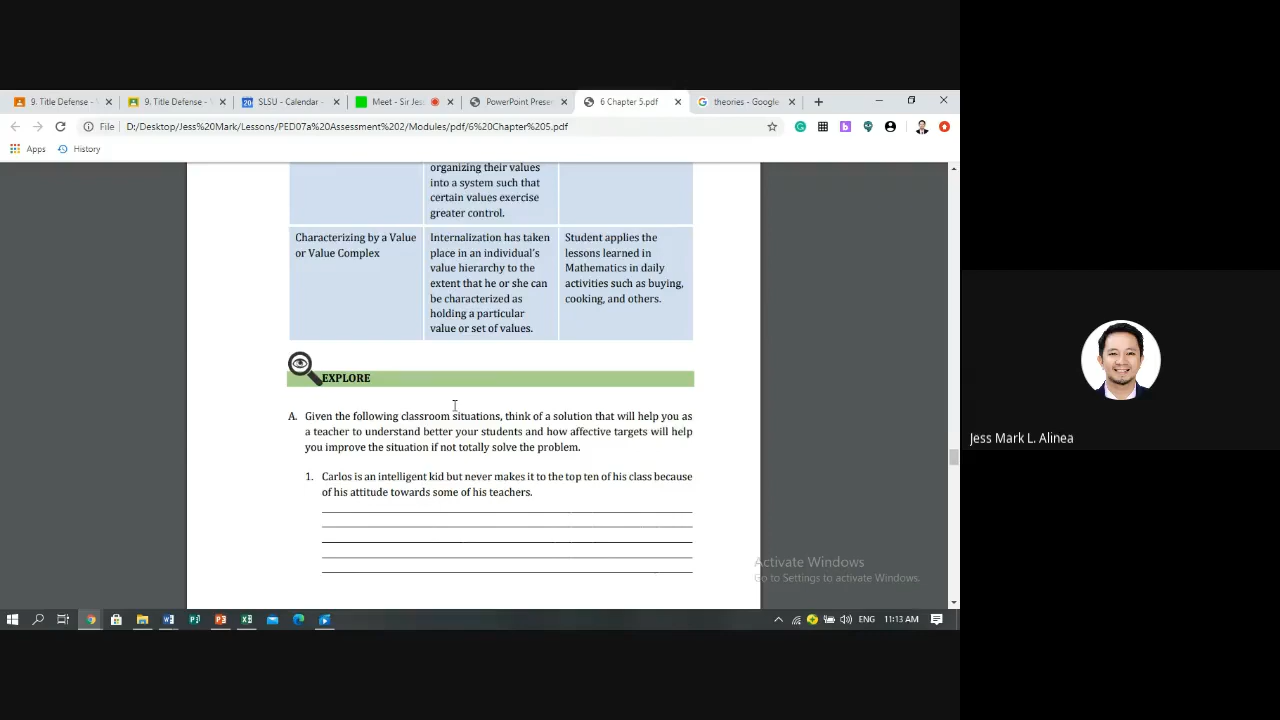 9. Title Defense -
9. Title Defense -
SLSU - Calendar -
Meet - Sir Jes
PowerPoint Presen
6 Chapter 5.pdf
theories - Google
File
D:/Desktop/Jess%20Mark/Lessons/PED07a%20Assessment%202/Modules/pdf/6%20Chapter%205.pdf
Apps
History
organizing their values
into a system such that
certain values exercise
greater control.
Characterizing by a Value
or Value Complex
Internalization has taken
place in an individual's
value hierarchy to the
extent that he or she can
be characterized as
holding a particular
value or set of values.
Student applies the
lessons learned in
Mathematics in daily
activities such as buying,
cooking, and others.
EXPLORE
A. Given the following classroom situations, think of a solution that will help you as
a teacher to understand better your students and how affective targets will help
you improve the situation if not totally solve the problem.
1. Carlos is an intelligent kid but never makes it to the top ten of his class because
of his attitude towards some of his teachers.
Activate Windows
Go to Settings to activate Windows.
ENG
11:13 AM
Jess Mark L. Alinea